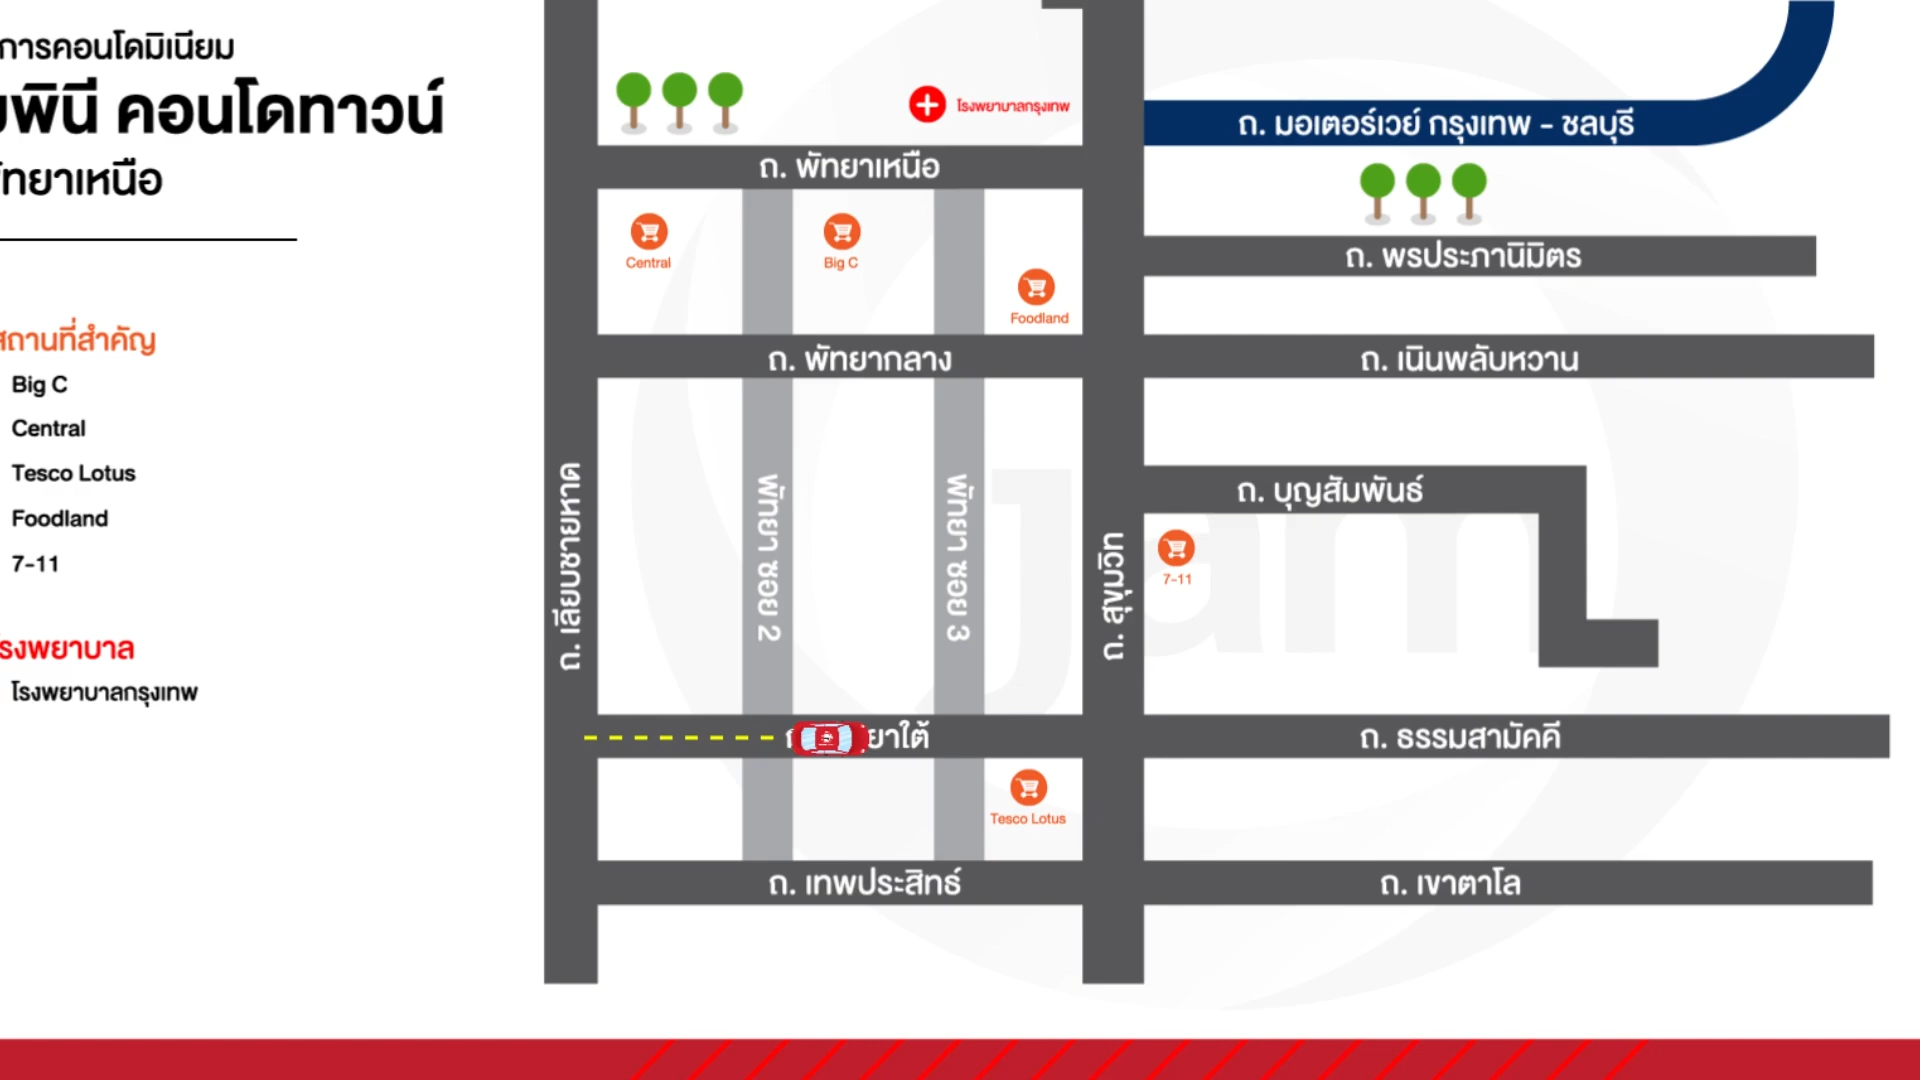 การคอนโดมิเนียม
มพินี คอนโดทาวน์
ัทยาเหนือ
สถานที่สำคัญ
Big C
Central
Tesco Lotus
Foodland
7-11
โรงพยาบาล
โรงพยาบาลกรุงเทพ
โรงพยาบาลกรุงเทพ
ถ. มอเตอร์เวย์ กรุงเทพ - ชลบุรี
ถ. พัทยาเหนือ
Central
Big C
Foodland
ถ. พรประภานิมิตร
ถ. พัทยากลาง
ถ. เนินพลับหวาน
ถ. เลียบชายหาด
พัทยา ซอย 2
พัทยา ซอย 3
ถ. สุขุมวิท
ถ. บุญสัมพันธ์
7-11
jam
ยาใต้
ถ. ธรรมสามัคคี
Tesco Lotus
ถ. เทพประสิทธ์
ถ. เขาตาโล